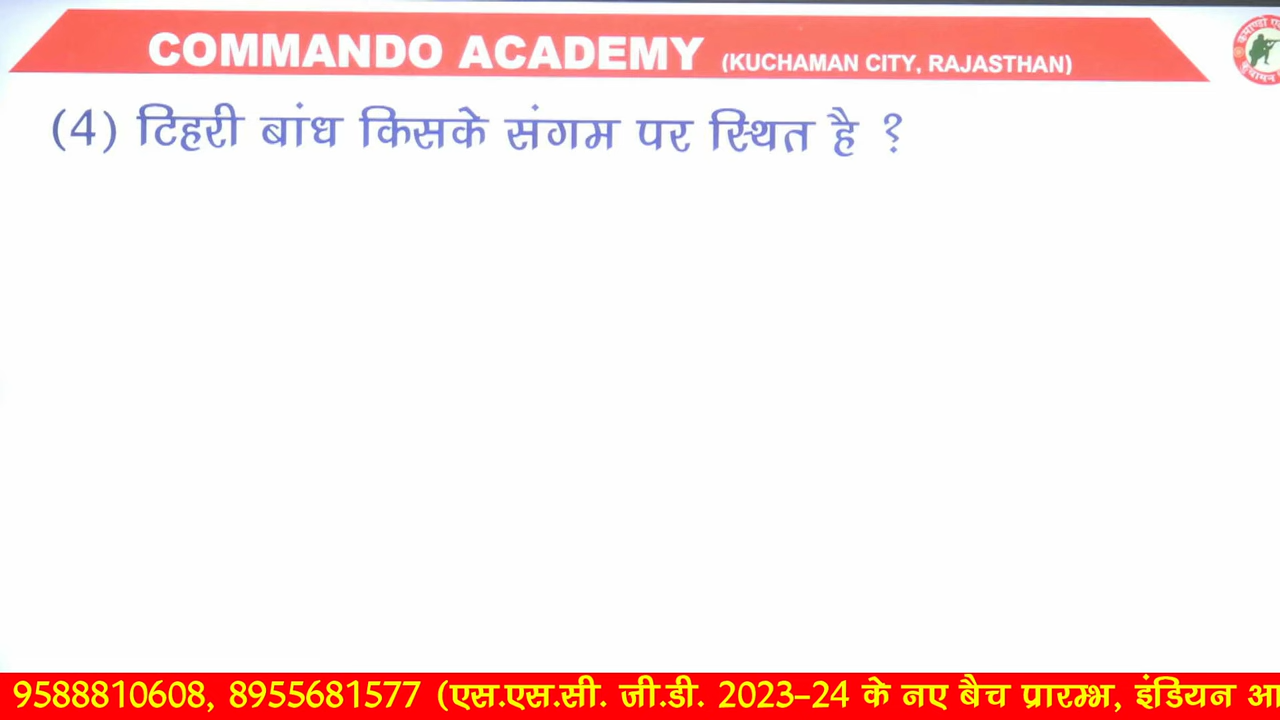 COMMANDO ACADEMY (KUCHAMAN CITY, RAJASTHAN)
(4) टिहरी बांध किसके संगम पर स्थित है ?
9588810608, 8955681577 (एस.एस.सी. जी.डी. 2023–24 के नए बैच प्रारम्भ, इंडियन आ